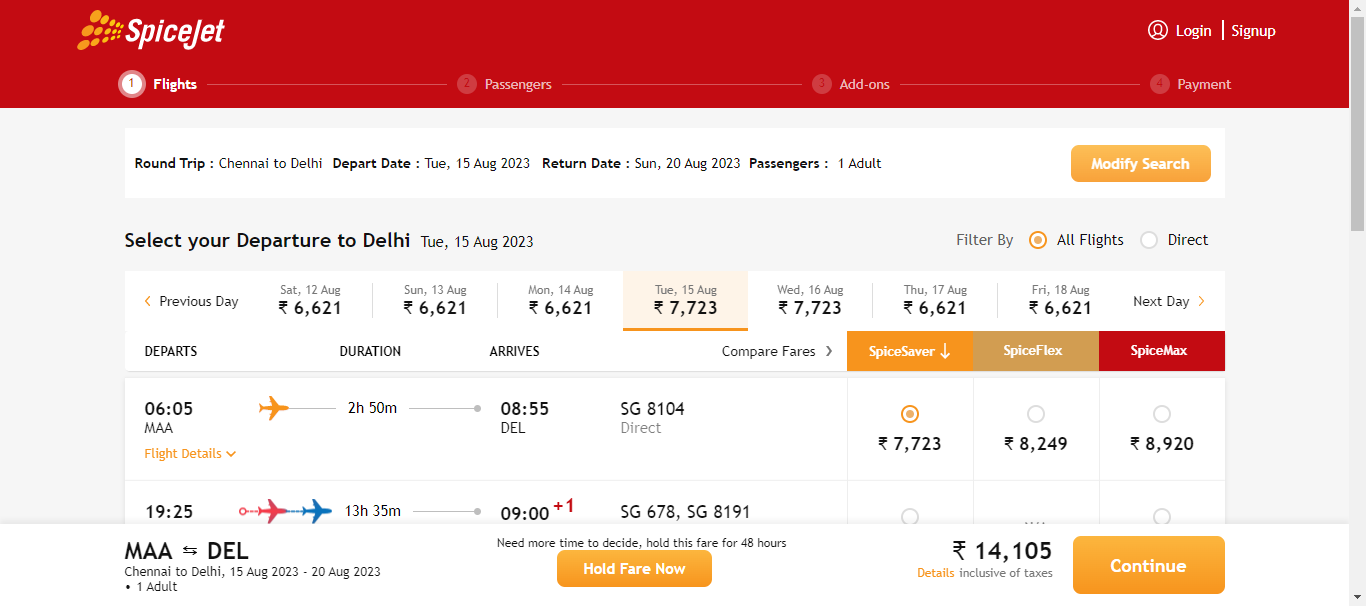 SpiceJet
Login | Signup
1 Flights 2 Passengers 3 Add-ons 4 Payment
Round Trip : Chennai to Delhi Depart Date : Tue, 15 Aug 2023 Return Date : Sun, 20 Aug 2023 Passengers : 1 Adult Modify Search
Select your Departure to Delhi Tue, 15 Aug 2023 Filter By All Flights Direct
Previous Day
Sat, 12 Aug
₹ 6,621
Sun, 13 Aug
₹ 6,621
Mon, 14 Aug
₹ 6,621
Tue, 15 Aug
₹ 7,723
Wed, 16 Aug
₹ 7,723
Thu, 17 Aug
₹ 6,621
Fri, 18 Aug
₹ 6,621
Next Day
DEPARTS DURATION ARRIVES Compare Fares SpiceSaver ↓ SpiceFlex SpiceMax
06:05 2h 50m 08:55 SG 8104
MAA DEL Direct
₹ 7,723 ₹ 8,249 ₹ 8,920
Flight Details
19:25 13h 35m 09:00 +1 SG 678, SG 8191
MAA ⇆ DEL
Chennai to Delhi, 15 Aug 2023 - 20 Aug 2023
• 1 Adult
Need more time to decide, hold this fare for 48 hours
Hold Fare Now
₹ 14,105
Details inclusive of taxes
Continue